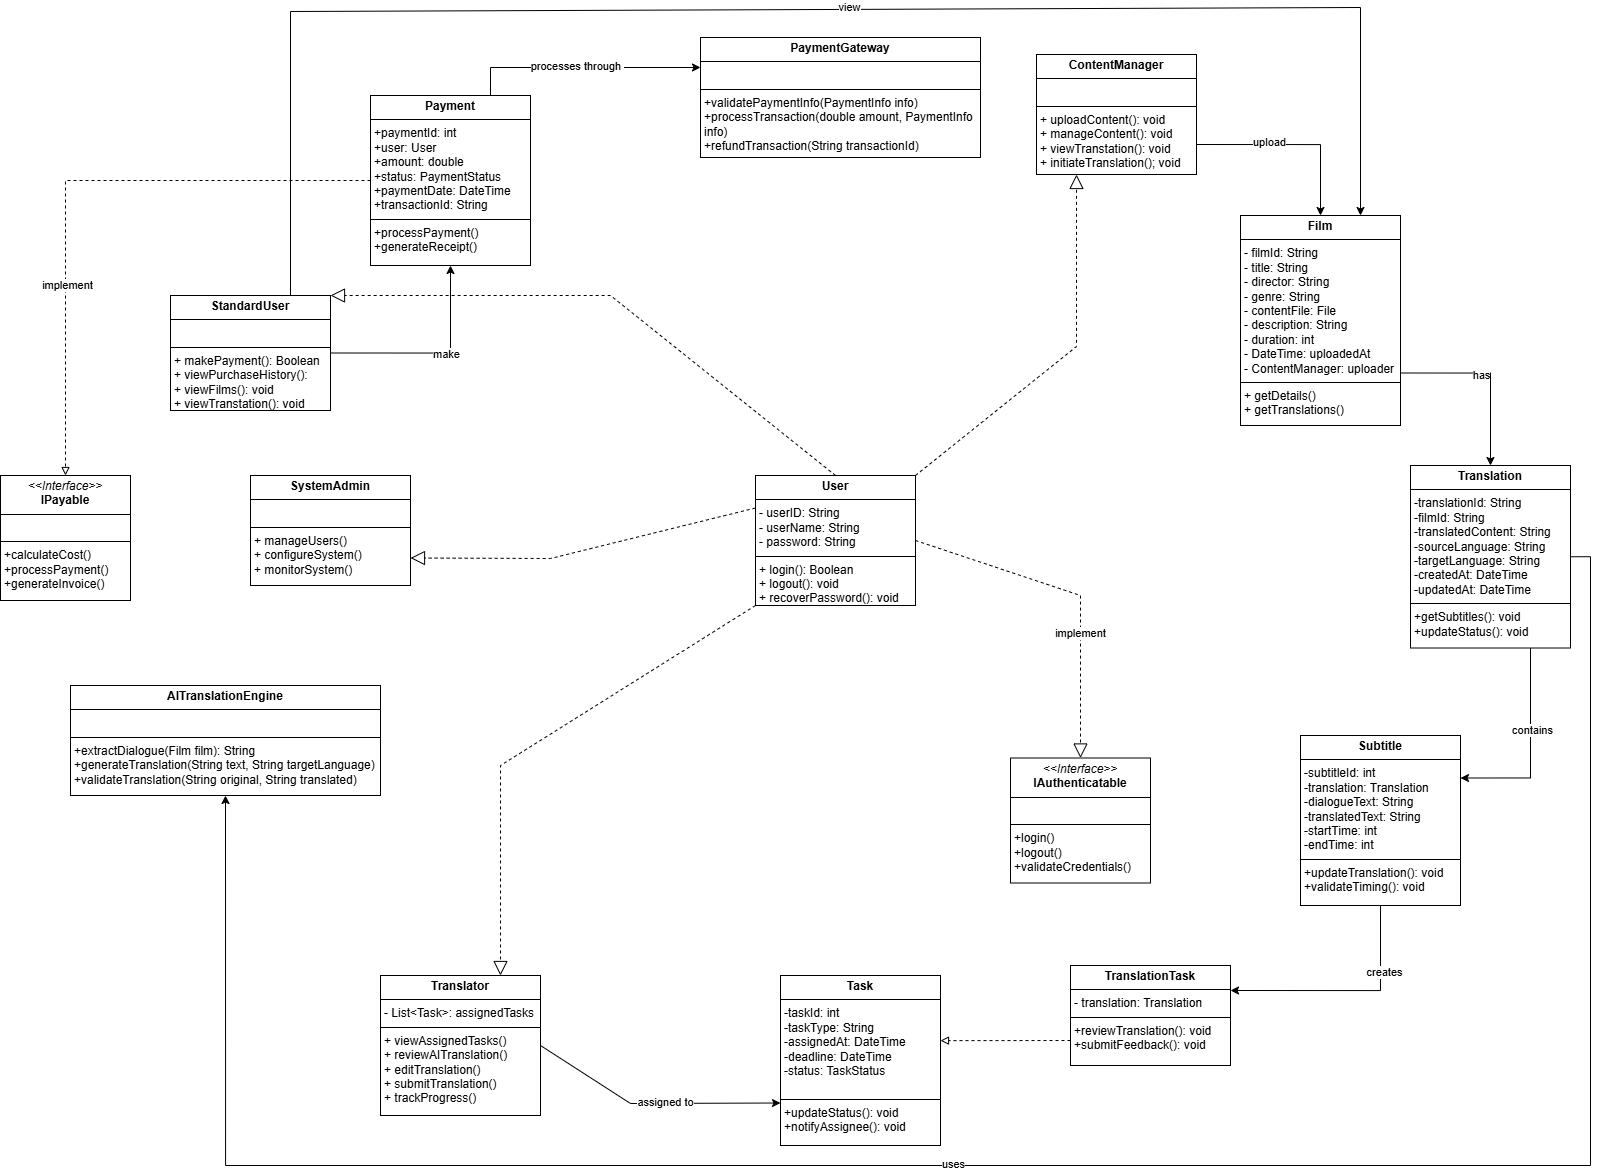 view
PaymentGateway
+validatePaymentInfo(PaymentInfo info)
+processTransaction(double amount, PaymentInfo
info)
+refundTransaction(String transactionId)
processes through
ContentManager
+ uploadContent(): void
+ manageContent(): void
+ viewTranstation(): void
+ initiateTranslation(); void
upload
Payment
+paymentId: int
+user: User
+amount: double
+status: PaymentStatus
+paymentDate: DateTime
+transactionId: String
+processPayment()
+generateReceipt()
Film
- filmId: String
- title: String
- director: String
- genre: String
- contentFile: File
- description: String
- duration: int
- DateTime: uploadedAt
- ContentManager: uploader
+ getDetails()
+ getTranslations()
implement
StandardUser
+ makePayment(): Boolean
+ viewPurchaseHistory():
+ viewFilms(): void
+ viewTranstation(): void
make
has
<<Interface>>
IPayable
+calculateCost()
+processPayment()
+generateInvoice()
SystemAdmin
+ manageUsers()
+ configureSystem()
+ monitorSystem()
User
- userID: String
- userName: String
- password: String
+ login(): Boolean
+ logout(): void
+ recoverPassword(): void
Translation
-translationId: String
-filmId: String
-translatedContent: String
-sourceLanguage: String
-targetLanguage: String
-createdAt: DateTime
-updatedAt: DateTime
+getSubtitles(): void
+updateStatus(): void
implement
AITranslationEngine
+extractDialogue(Film film): String
+generateTranslation(String text, String targetLanguage)
+validateTranslation(String original, String translated)
contains
<<Interface>>
IAuthenticatable
+login()
+logout()
+validateCredentials()
Subtitle
-subtitleId: int
-translation: Translation
-dialogueText: String
-translatedText: String
-startTime: int
-endTime: int
+updateTranslation(): void
+validateTiming(): void
creates
Translator
- List<Task>: assignedTasks
+ viewAssignedTasks()
+ reviewAITranslation()
+ editTranslation()
+ submitTranslation()
+ trackProgress()
assigned to
Task
-taskId: int
-taskType: String
-assignedAt: DateTime
-deadline: DateTime
-status: TaskStatus
+updateStatus(): void
+notifyAssignee(): void
TranslationTask
- translation: Translation
+reviewTranslation(): void
+submitFeedback(): void
uses